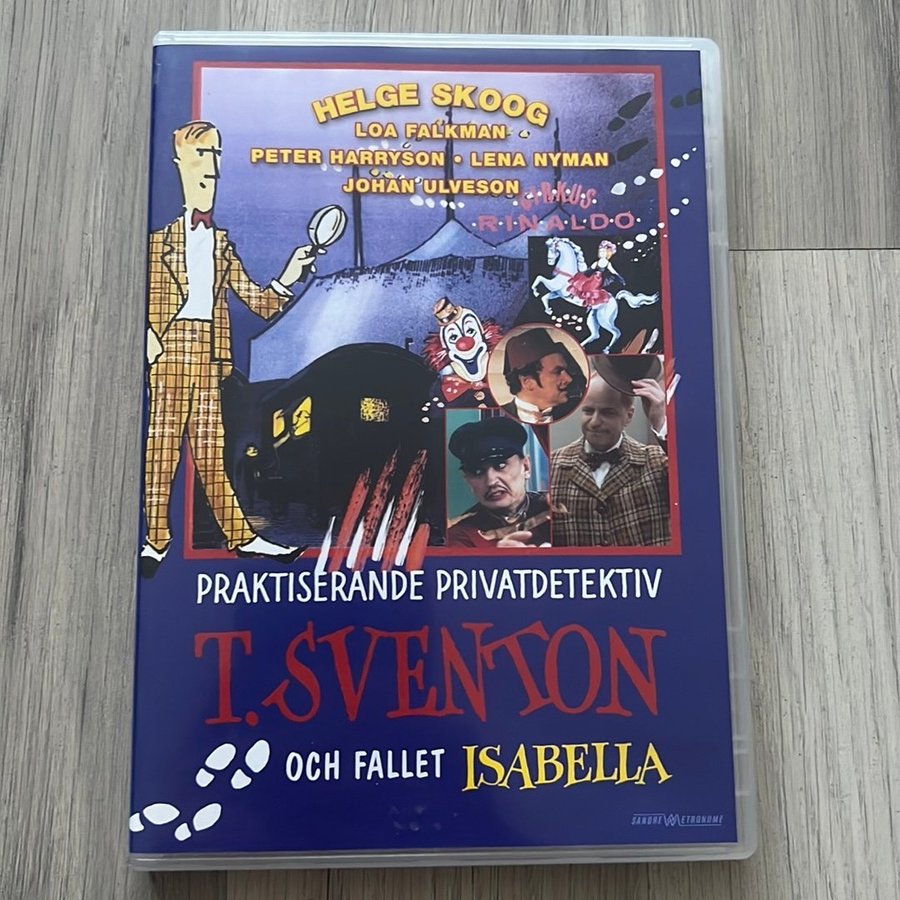 HELGE SKOOG
LOA FALKMAN
PETER HARRYSON • LENA NYMAN
JOHAN ULVESON
CIRKUS
RINALDO
PRAKTISERANDE PRIVATDETEKTIV
T. SVENTON
OCH FALLET ISABELLA
SANDREW METRONOME